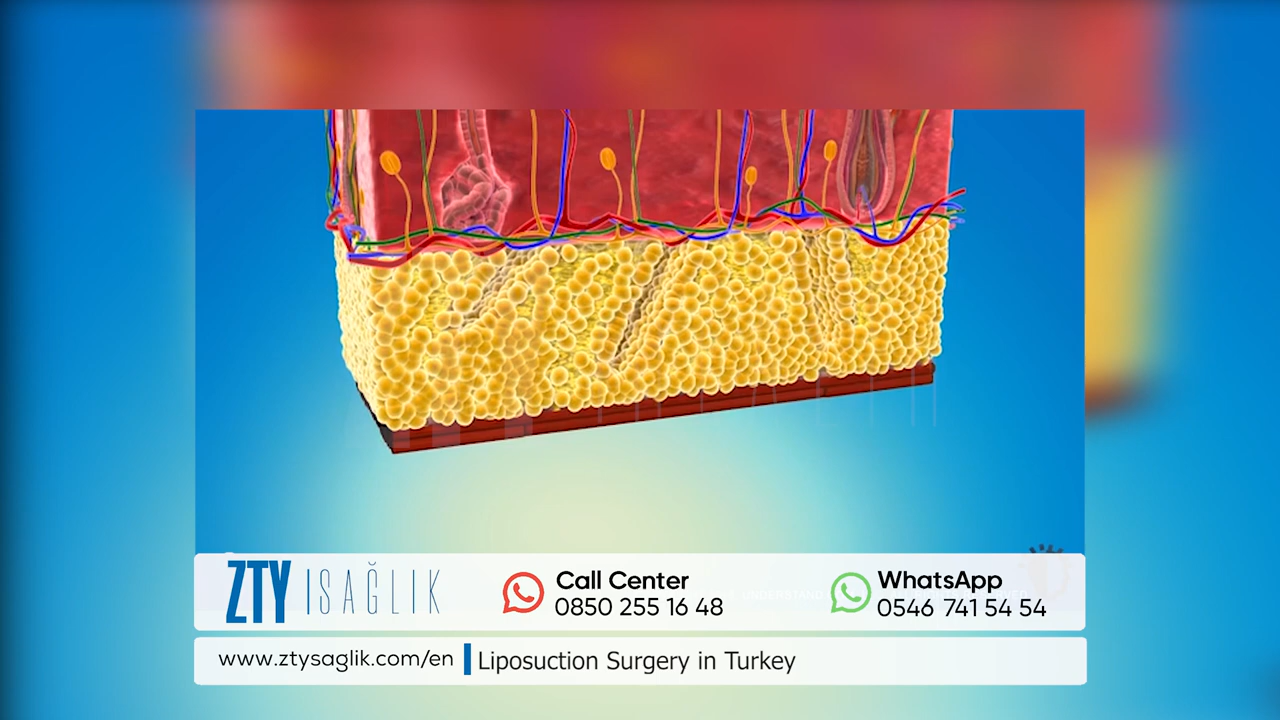 ZTY SAĞLIK
Call Center
0850 255 16 48
WhatsApp
0546 741 54 54
www.ztysaglik.com/en
Liposuction Surgery in Turkey